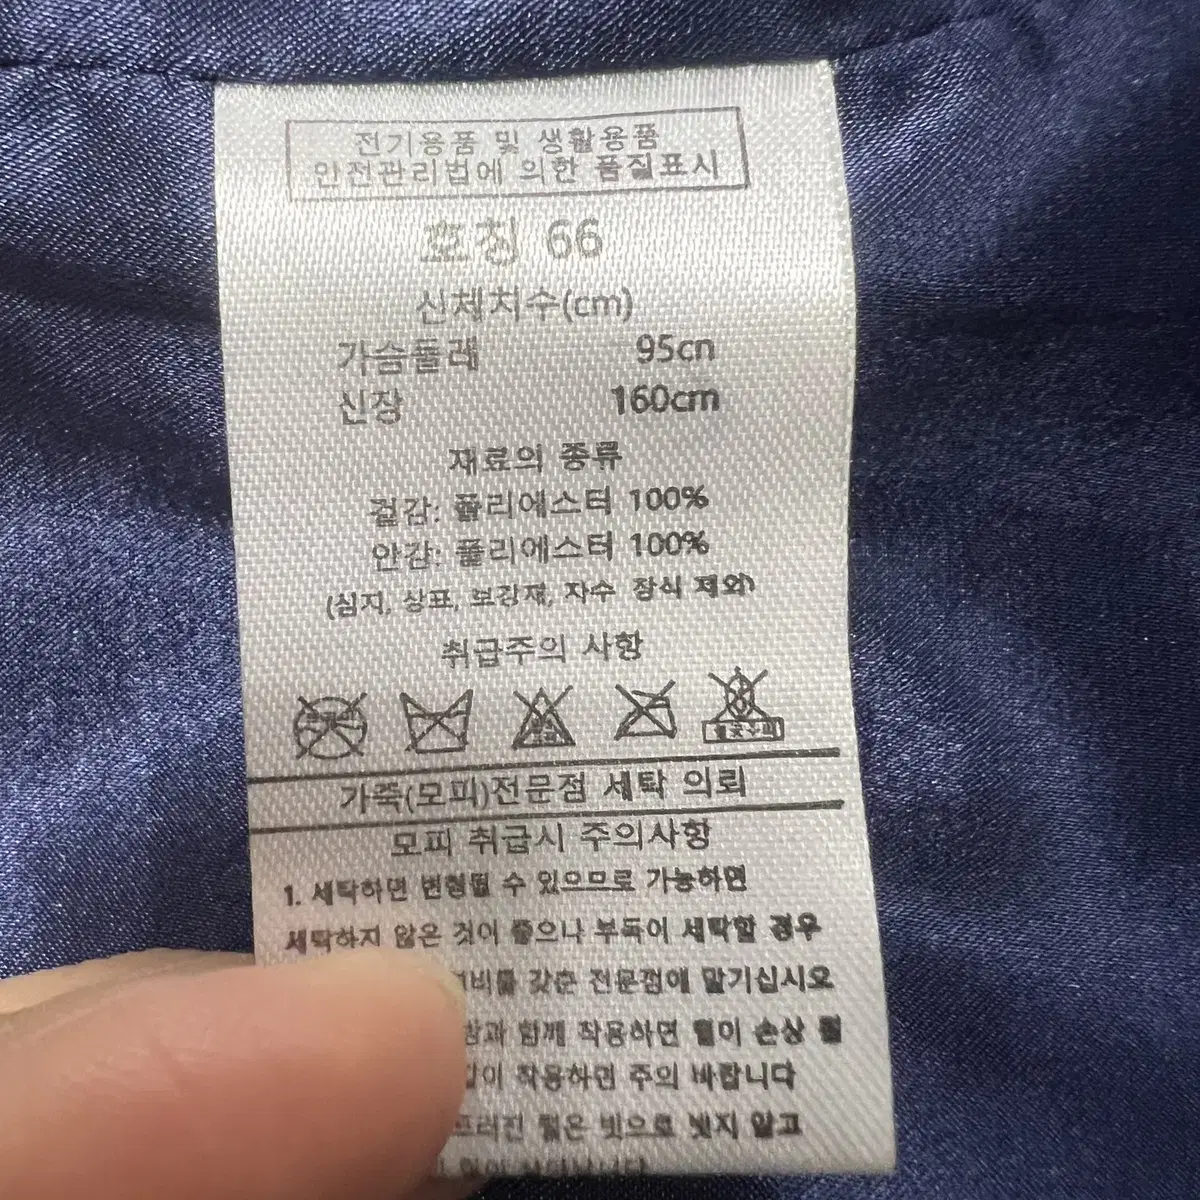 전기용품 및 생활용품
안전관리법에 의한 품질표시
호칭 66
신체치수(cm)
가슴둘레 95cm
신장 160cm
재료의 종류
겉감: 폴리에스터 100%
안감: 폴리에스터 100%
(심지, 상표, 보강재, 자수 장식 제외)
취급주의 사항
가죽(모피)전문점 세탁 의뢰
모피 취급시 주의사항
1. 세탁하면 변형될 수 있으므로 가능하면
세탁하지 않은 것이 좋으나 부득이 세탁할 경우
갖춘 전문점에 맡기십시오
함께 착용하면 털이 손상 될
착용하면 주의 바랍니다
털은 빗으로 빗지 말고